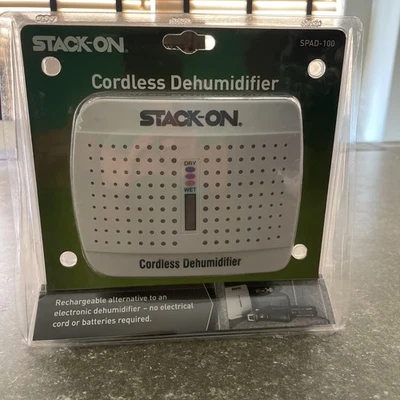 STACK-ON.
SPAD-100
Cordless Dehumidifier
STACK-ON.
DRY
WET
Cordless Dehumidifier
Rechargeable alternative to an
electronic dehumidifier – no electrical
cord or batteries required.